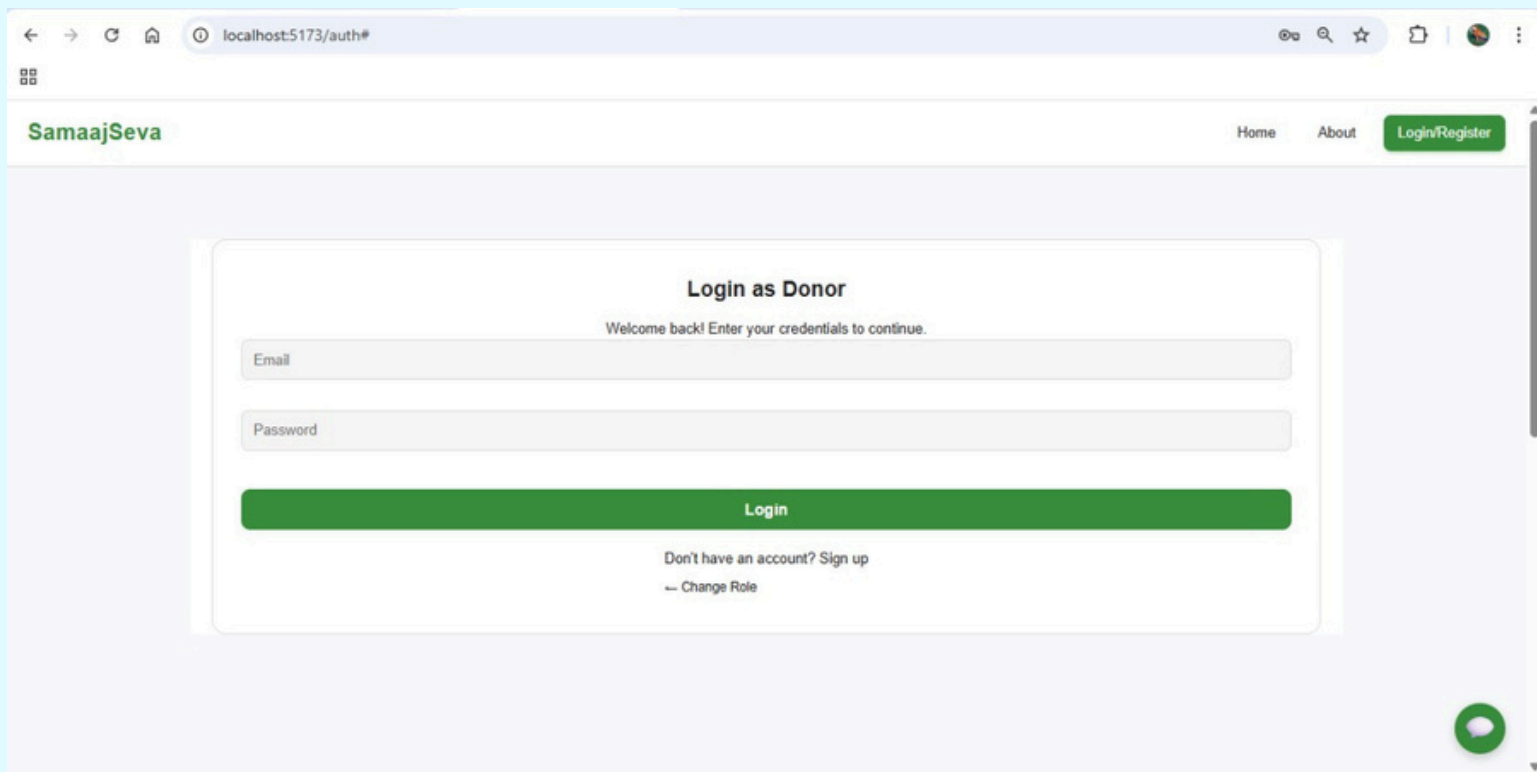 localhost:5173/auth#
SamaajSeva
Home About Login/Register
Login as Donor
Welcome back! Enter your credentials to continue.
Email
Password
Login
Don't have an account? Sign up
← Change Role